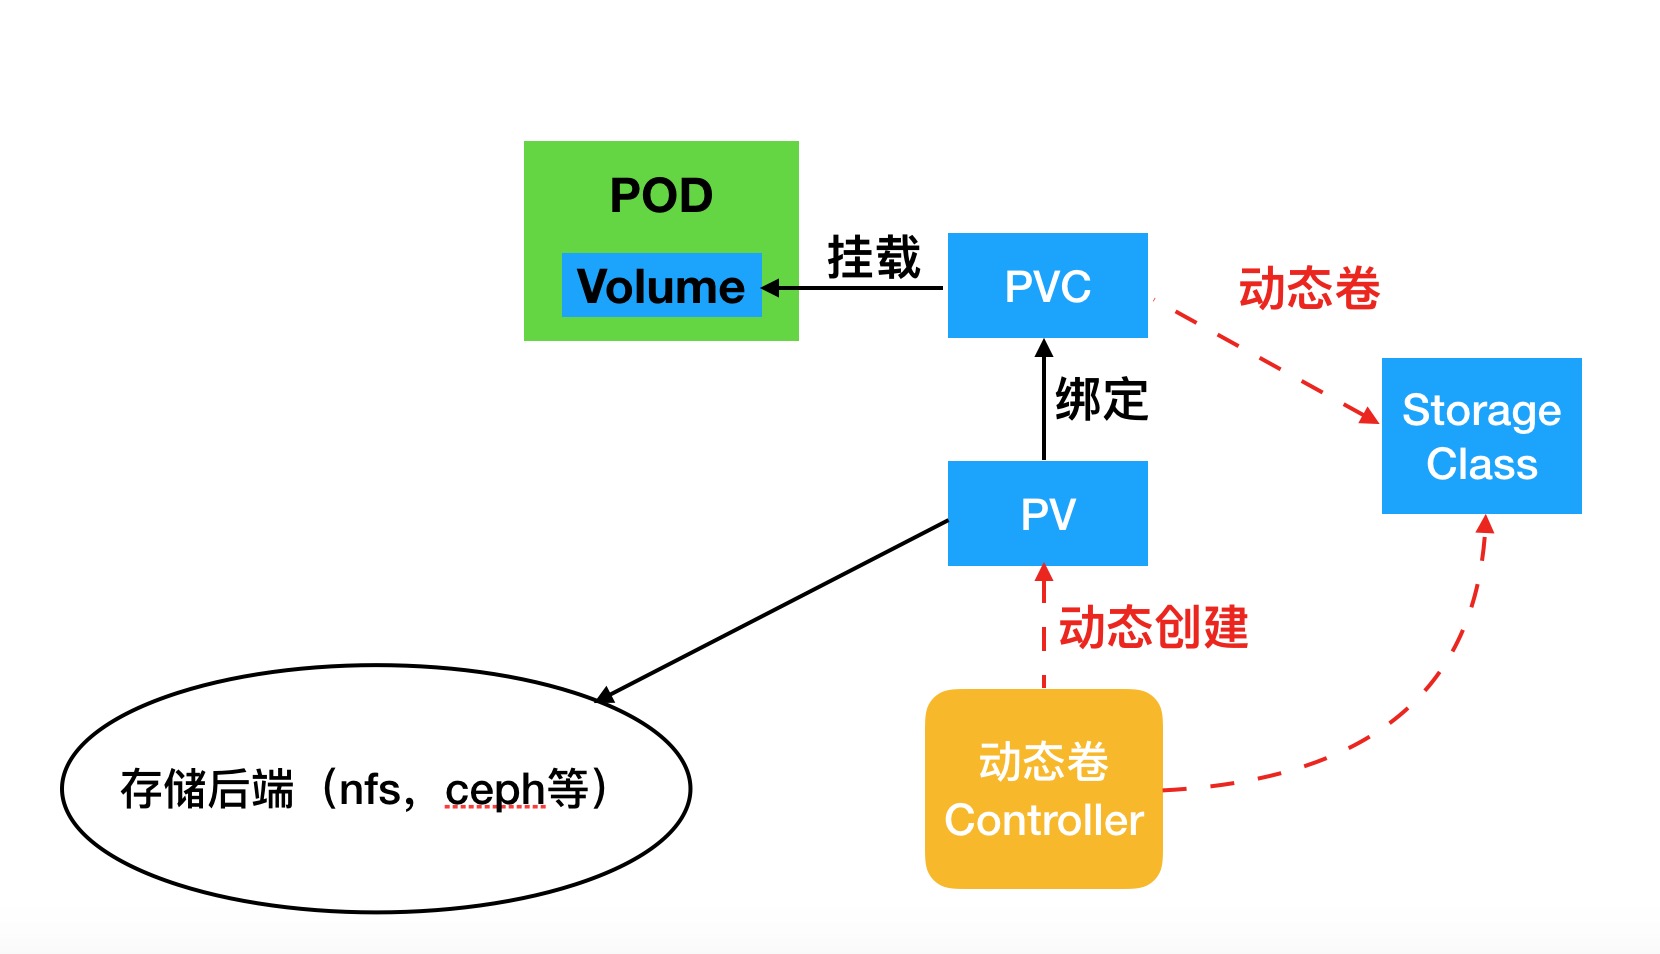 POD
Volume
挂载
PVC
动态卷
绑定
Storage
Class
PV
动态创建
存储后端（nfs，ceph等）
动态卷
Controller